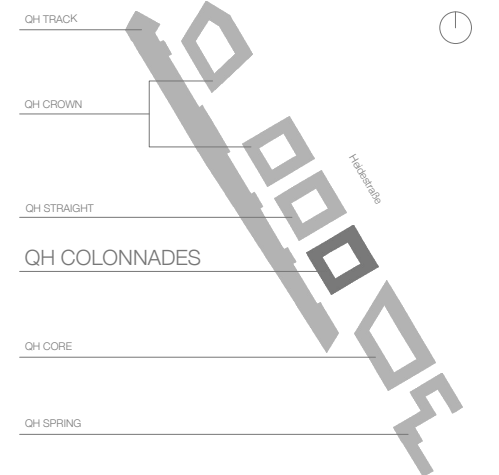 QH TRACK
QH CROWN
Heidestraße
QH STRAIGHT
QH COLONNADES
QH CORE
QH SPRING